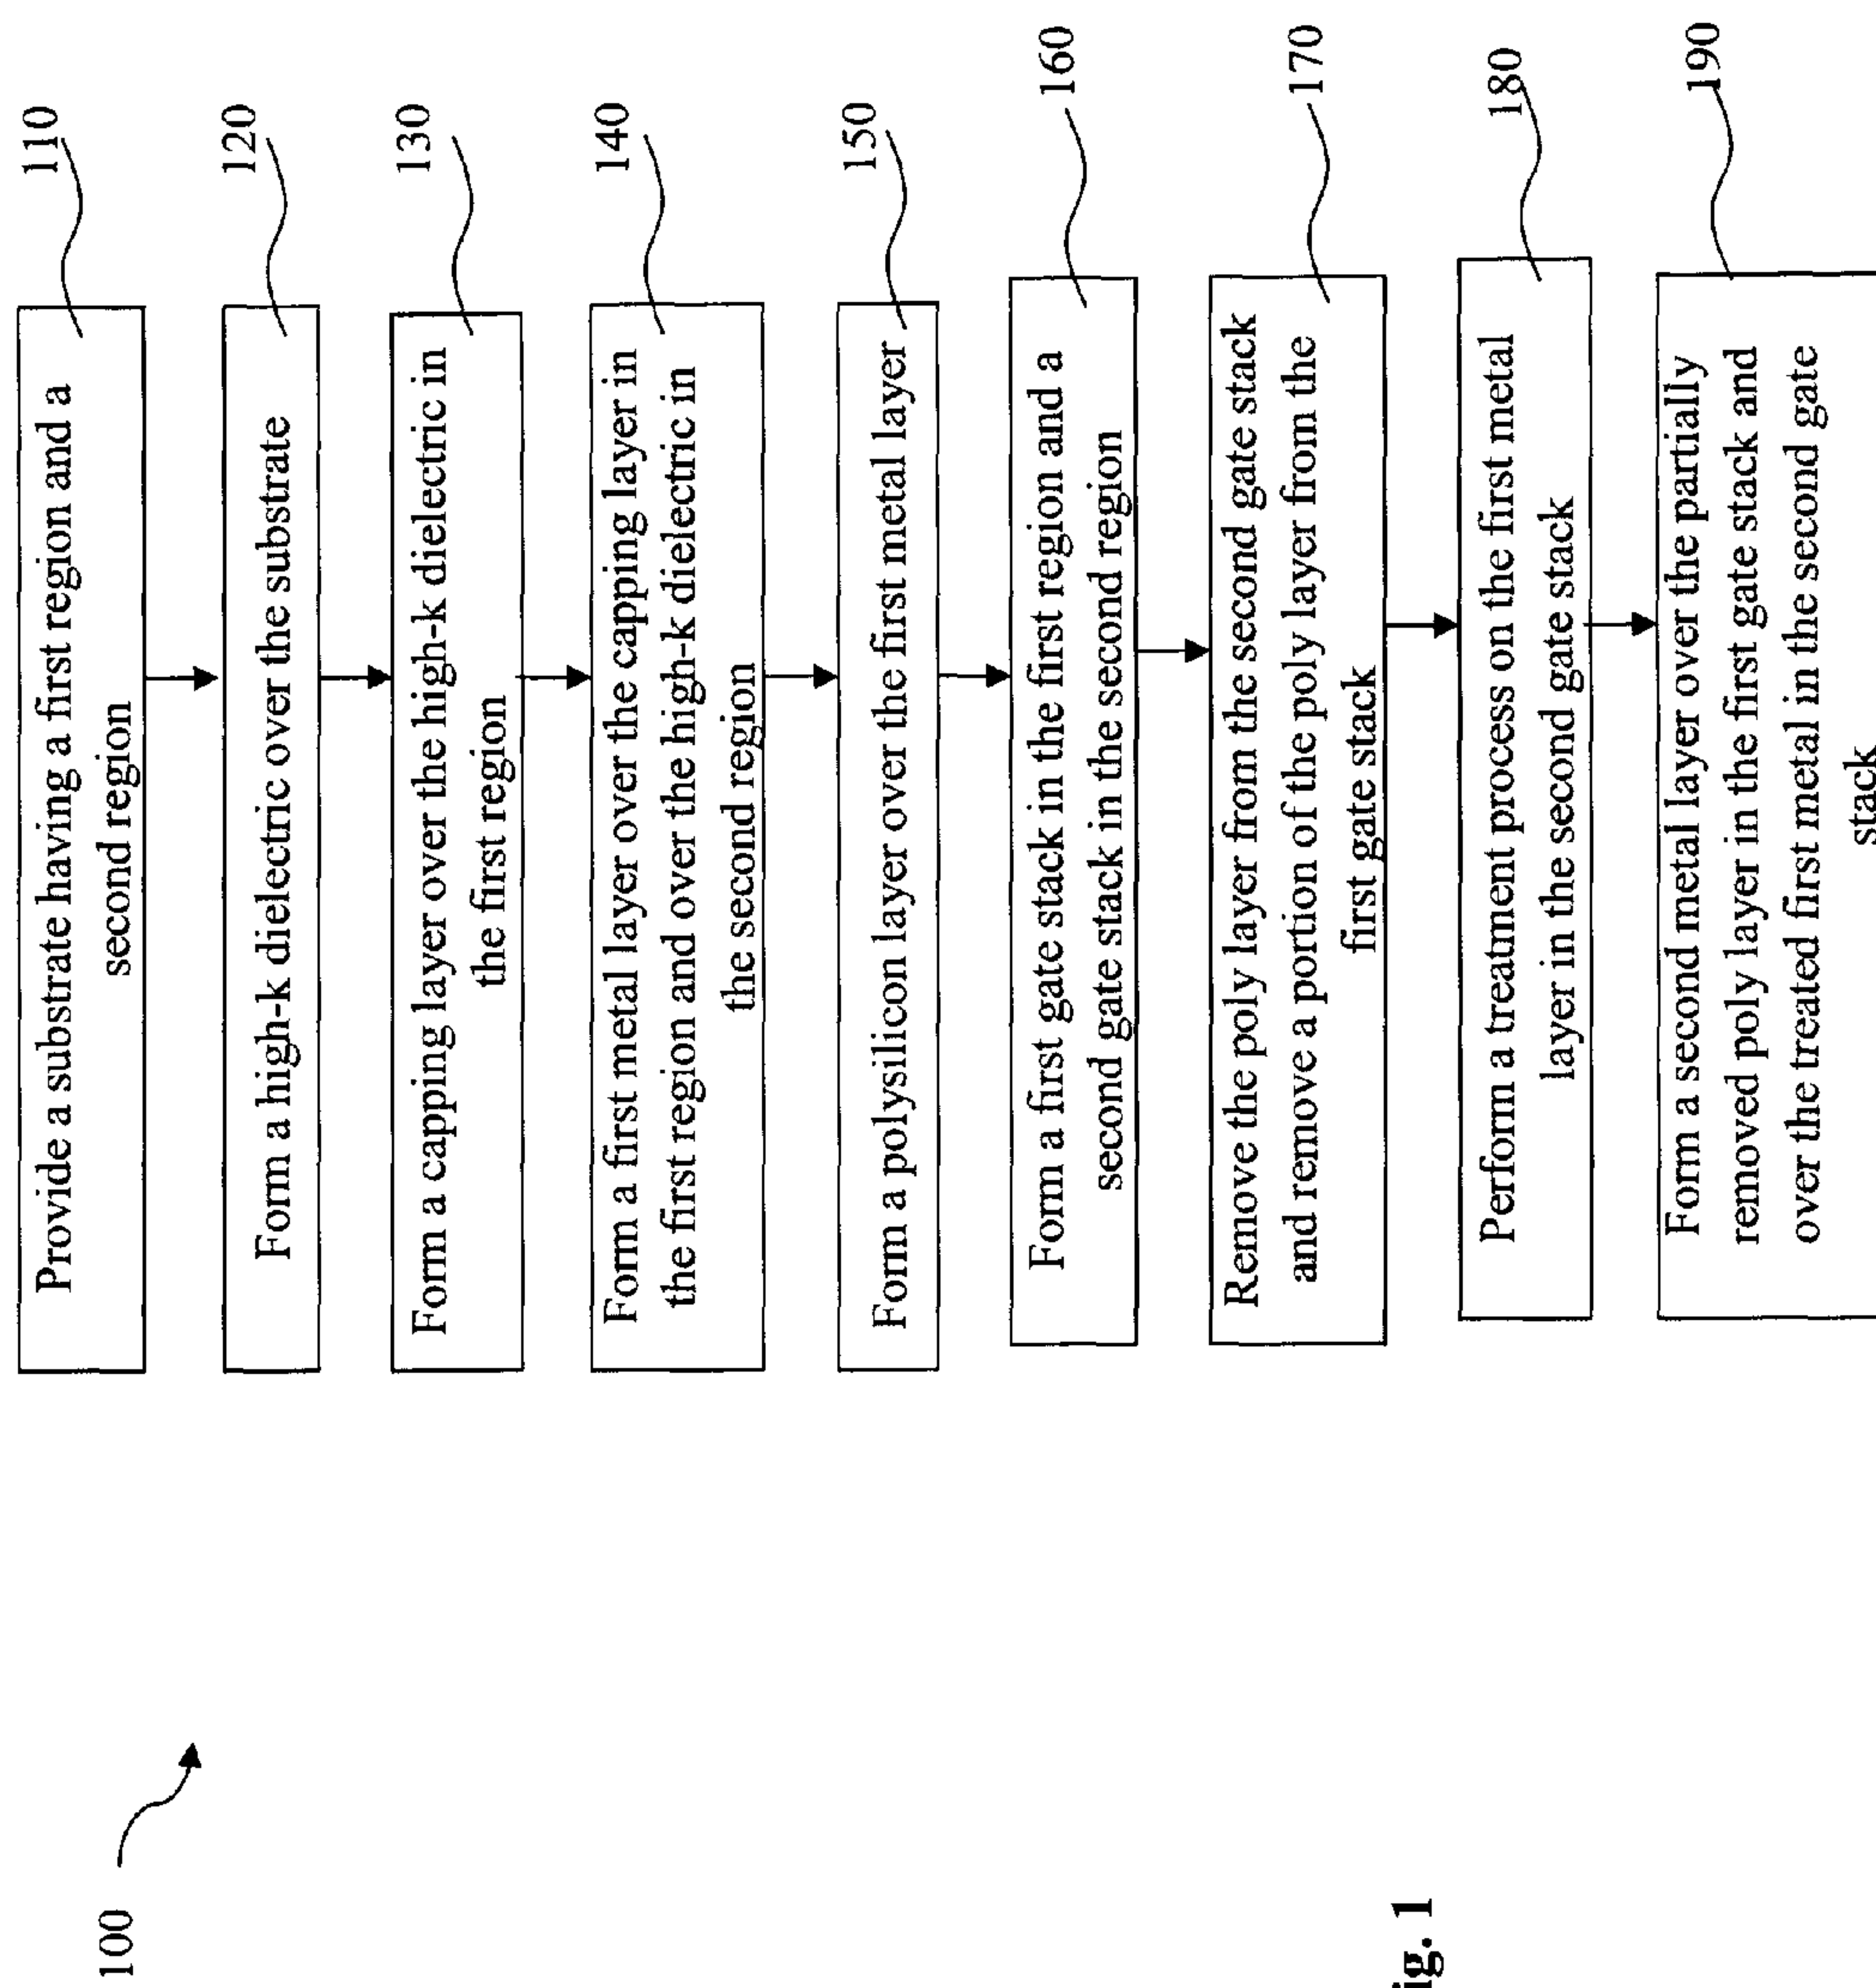 100
Provide a substrate having a first region and a
second region
110
Form a high-k dielectric over the substrate
120
Form a capping layer over the high-k dielectric in
the first region
130
Form a first metal layer over the capping layer in
the first region and over the high-k dielectric in
the second region
140
Form a polysilicon layer over the first metal layer
150
Form a first gate stack in the first region and a
second gate stack in the second region
160
Remove the poly layer from the second gate stack
and remove a portion of the poly layer from the
first gate stack
170
Perform a treatment process on the first metal
layer in the second gate stack
180
Form a second metal layer over the partially
removed poly layer in the first gate stack and
over the treated first metal in the second gate
stack
190
ig. 1